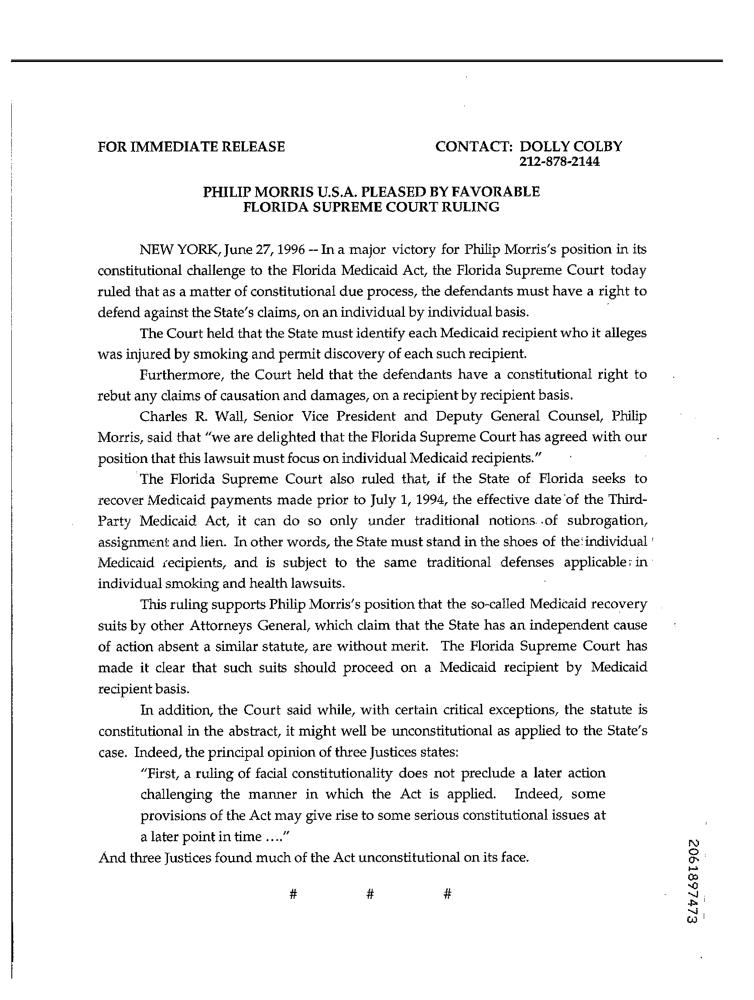 FOR IMMEDIATE RELEASE
CONTACT: DOLLY COLBY
212-878-2144
PHILIP MORRIS U.S.A. PLEASED BY FAVORABLE
FLORIDA SUPREME COURT RULING
NEW YORK, June 27, 1996 -- In a major victory for Philip Morris's position in its
constitutional challenge to the Florida Medicaid Act, the Florida Supreme Court today
ruled that as a matter of constitutional due process, the defendants must have a right to
defend against the State's claims, on an individual by individual basis.
The Court held that the State must identify each Medicaid recipient who it alleges
was injured by smoking and permit discovery of each such recipient.
Furthermore, the Court held that the defendants have a constitutional right to
rebut any claims of causation and damages, on a recipient by recipient basis.
Charles R. Wall, Senior Vice President and Deputy General Counsel, Philip
Morris, said that "we are delighted that the Florida Supreme Court has agreed with our
position that this lawsuit must focus on individual Medicaid recipients."
The Florida Supreme Court also ruled that, if the State of Florida seeks to
recover Medicaid payments made prior to July 1, 1994, the effective date of the Third-
Party Medicaid Act, it can do so only under traditional notions of subrogation,
assignment and lien. In other words, the State must stand in the shoes of the individual
Medicaid recipients, and is subject to the same traditional defenses applicable in
individual smoking and health lawsuits.
This ruling supports Philip Morris's position that the so-called Medicaid recovery
suits by other Attorneys General, which claim that the State has an independent cause
of action absent a similar statute, are without merit. The Florida Supreme Court has
made it clear that such suits should proceed on a Medicaid recipient by Medicaid
recipient basis.
In addition, the Court said while, with certain critical exceptions, the statute is
constitutional in the abstract, it might well be unconstitutional as applied to the State's
case. Indeed, the principal opinion of three Justices states:
"First, a ruling of facial constitutionality does not preclude a later action
challenging the manner in which the Act is applied. Indeed, some
provisions of the Act may give rise to some serious constitutional issues at
a later point in time ...."
And three Justices found much of the Act unconstitutional on its face.
# # #
2061897473